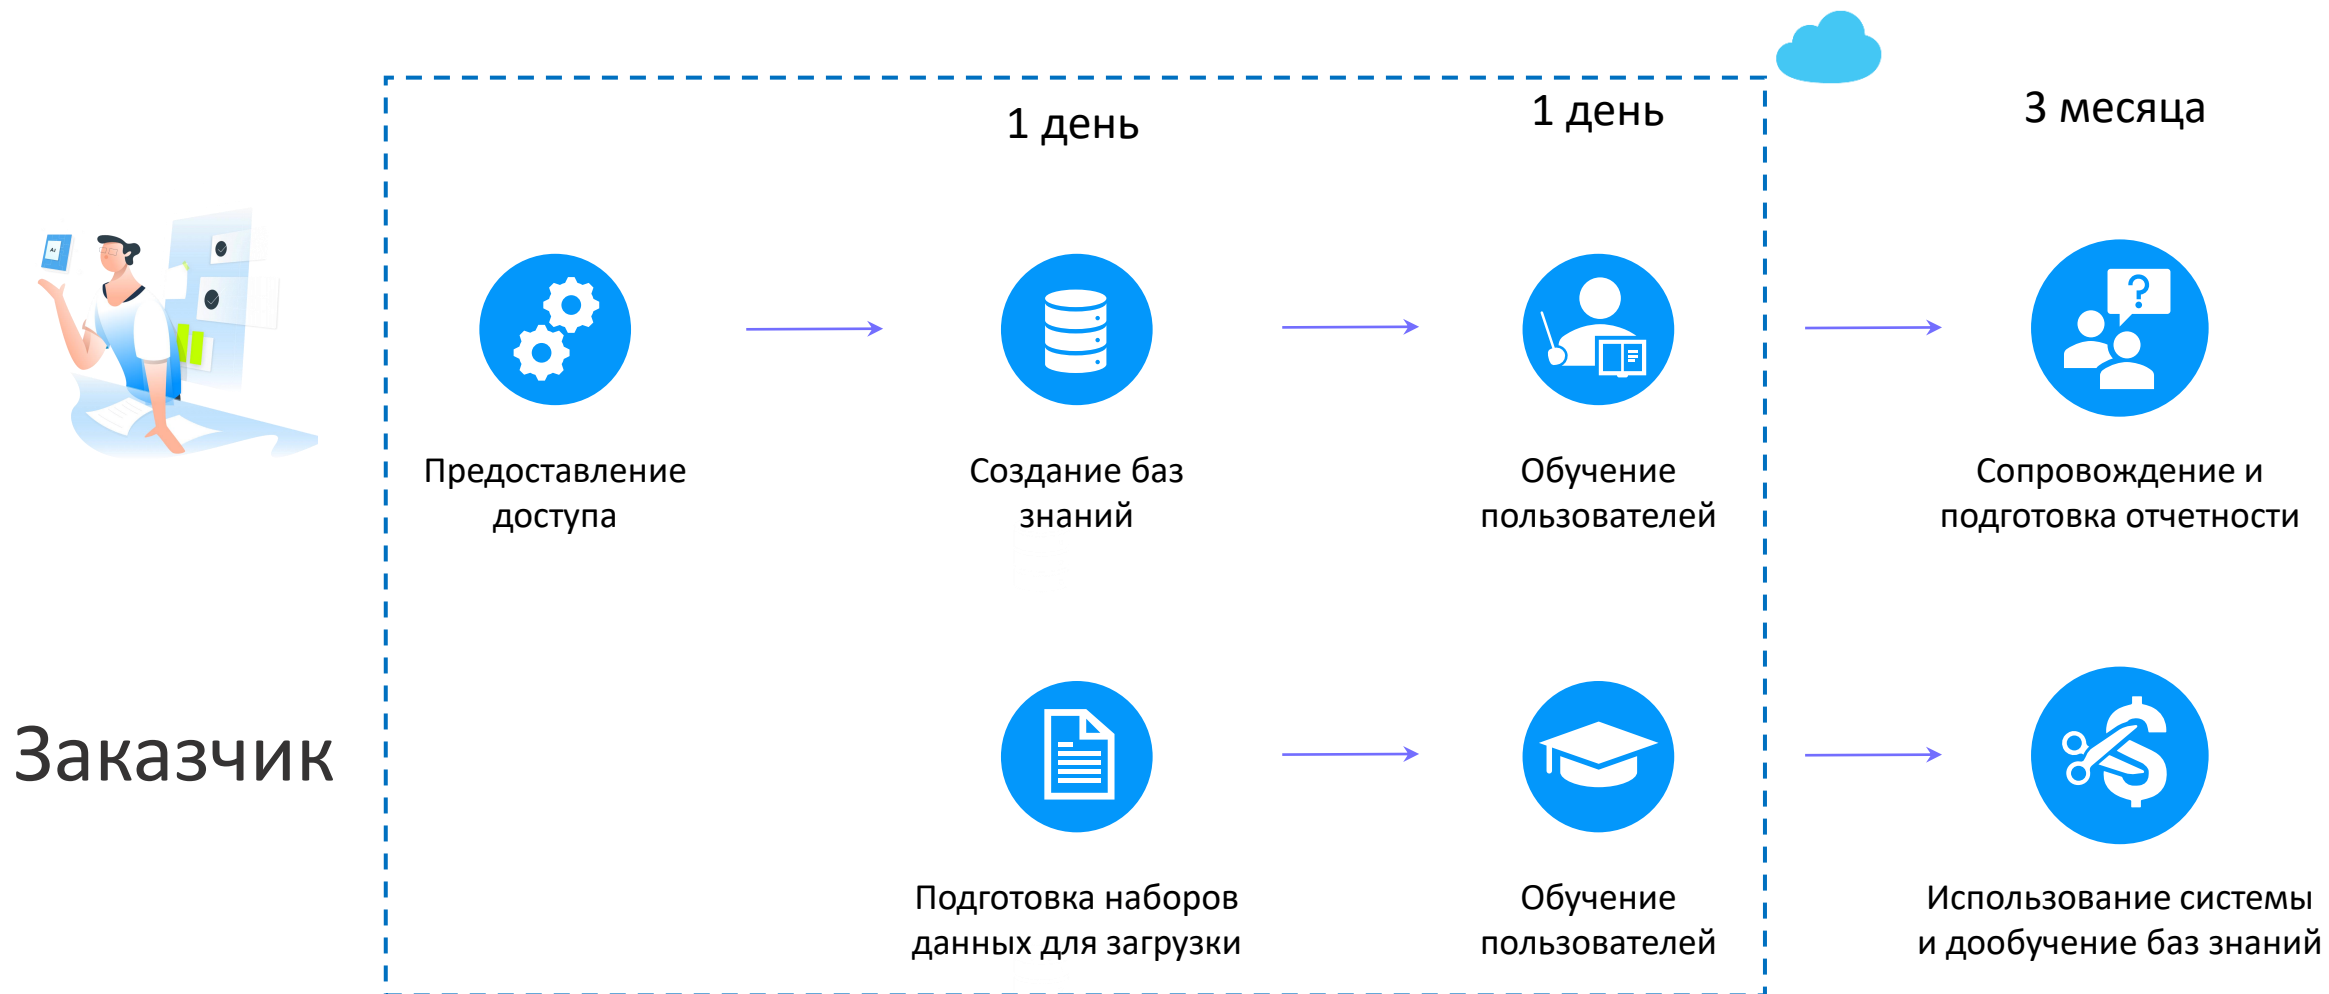 1 день
1 день
3 месяца
Предоставление
доступа
Создание баз
знаний
Обучение
пользователей
Сопровождение и
подготовка отчетности
Заказчик
Подготовка наборов
данных для загрузки
Обучение
пользователей
Использование системы
и дообучение баз знаний